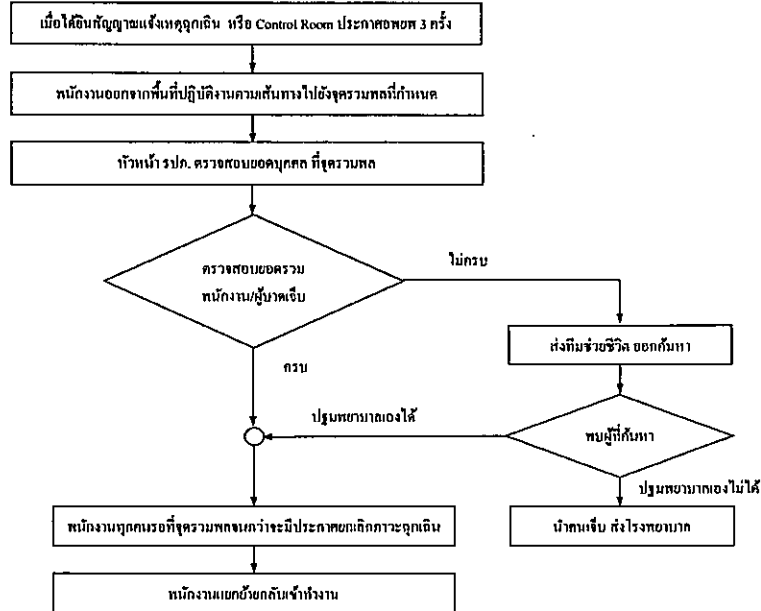 เมื่อได้ยินสัญญาณแจ้งเหตุฉุกเฉิน หรือ Control Room ประกาศอพยพ 3 ครั้ง
พนักงานออกจากพื้นที่ปฏิบัติงานตามเส้นทางไปยังจุดรวมพลที่กำหนด
หัวหน้า รปภ. ตรวจสอบยอดบุคคล ที่จุดรวมพล
ตรวจสอบยอดรวม
พนักงาน/ผู้บาดเจ็บ
ไม่ครบ
ส่งทีมช่วยชีวิต ออกค้นหา
ครบ
ปฐมพยาบาลเองได้
พบผู้ที่ค้นหา
ปฐมพยาบาลเองไม่ได้
พนักงานทุกคนรอที่จุดรวมพลจนกว่าจะมีประกาศยกเลิกภาวะฉุกเฉิน
นำคนเจ็บ ส่งโรงพยาบาล
พนักงานแยกย้ายกลับเข้าทำงาน